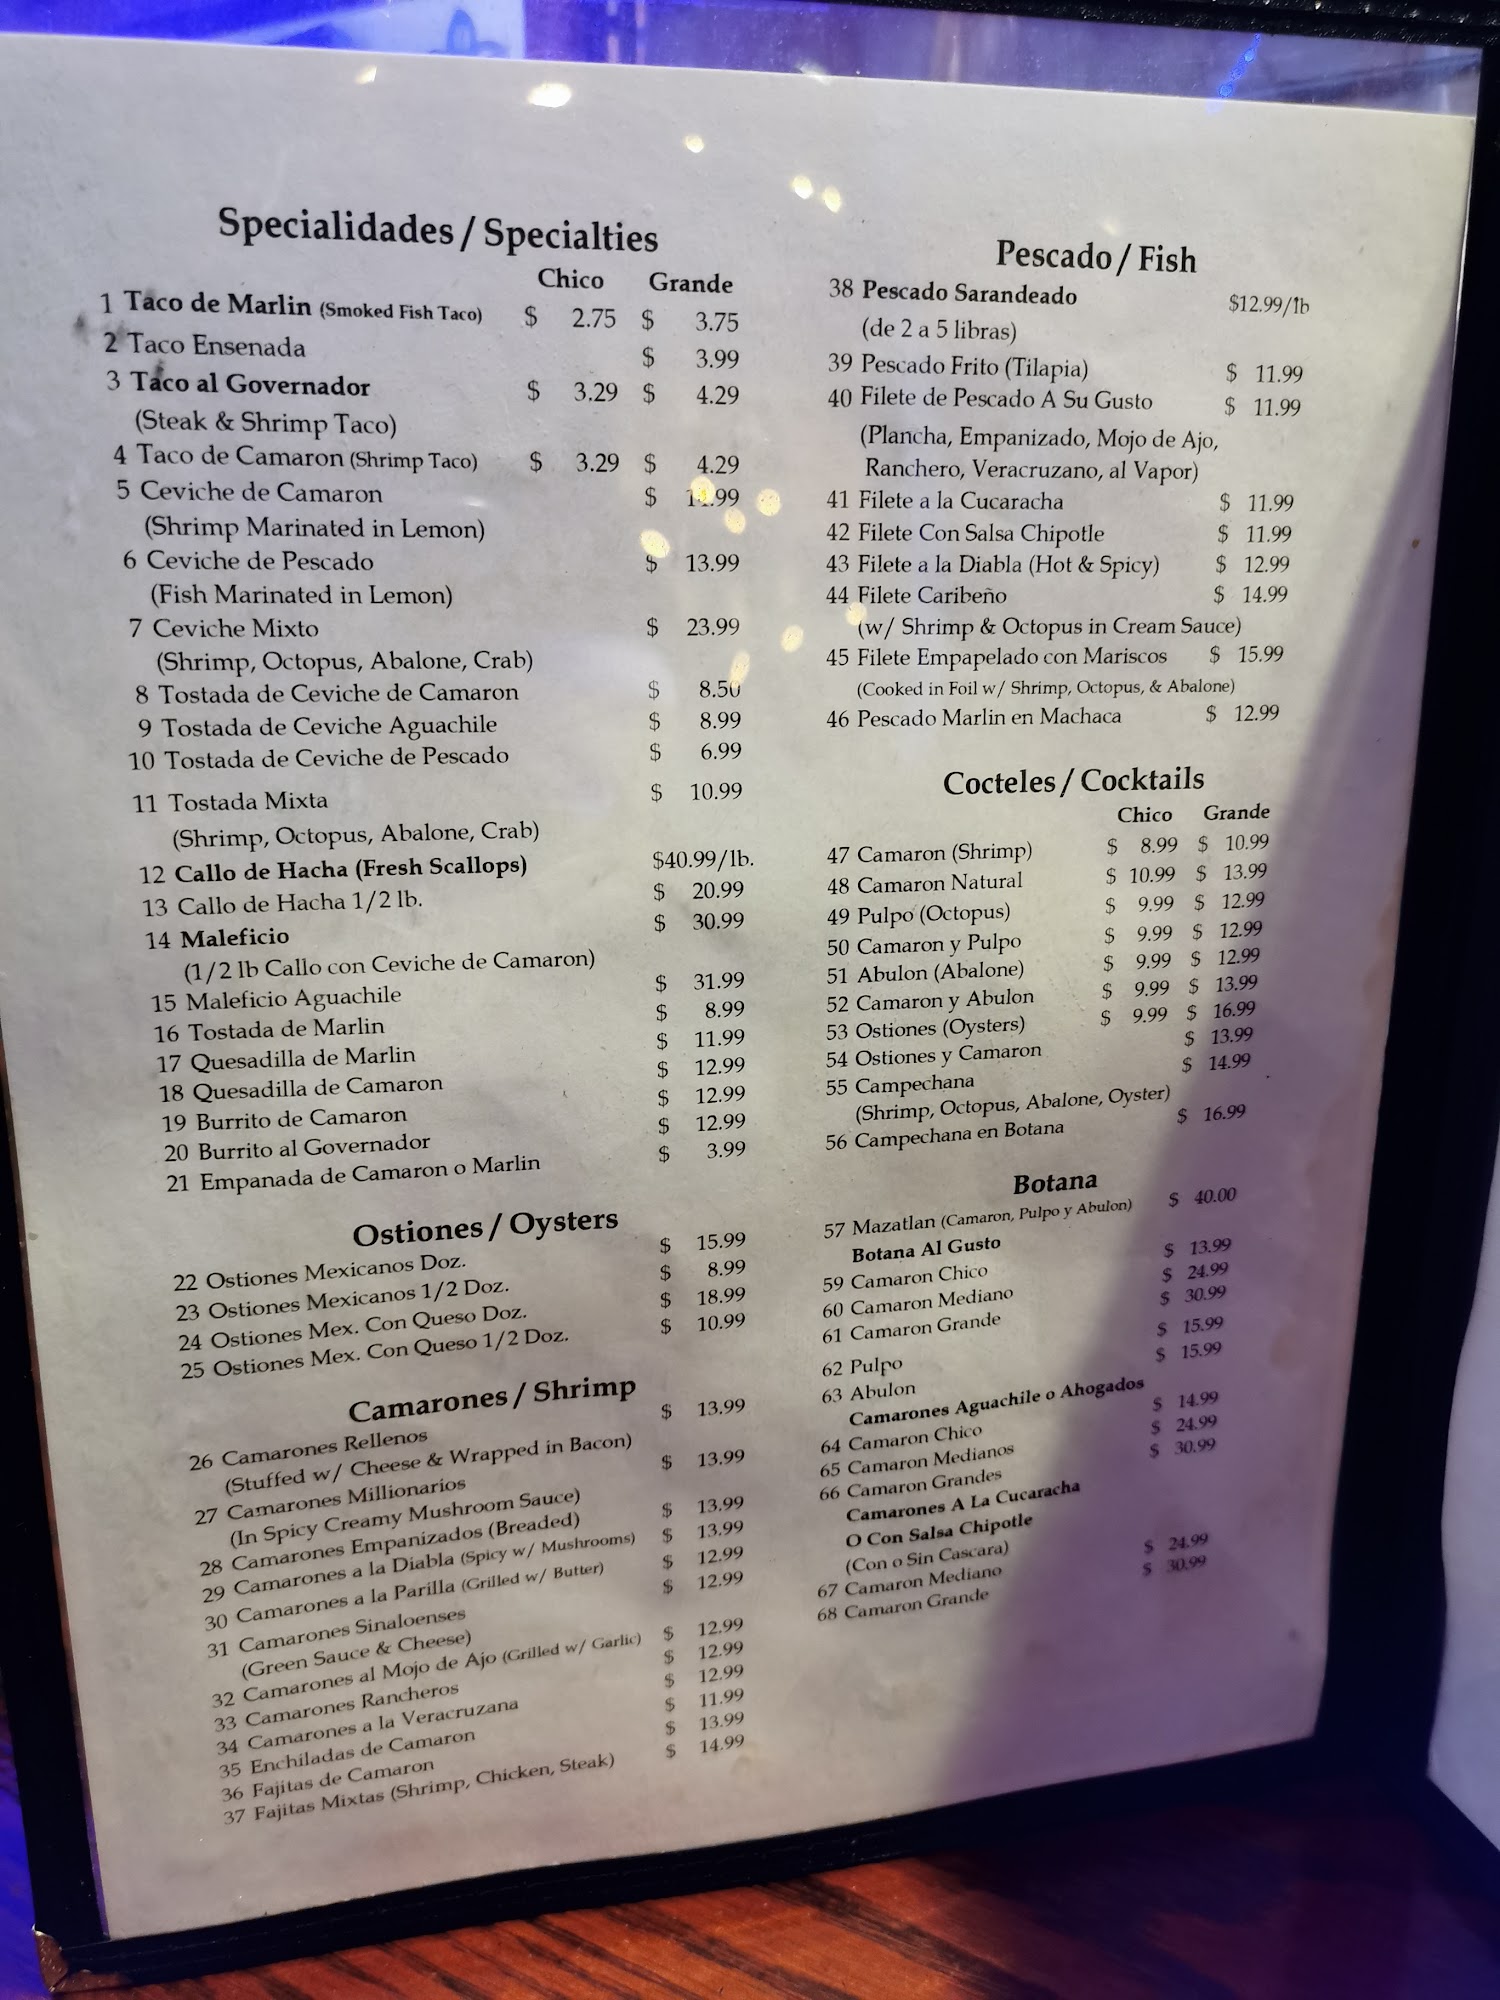 Specialidades / Specialties
Chico Grande
1 Taco de Marlin (Smoked Fish Taco) $ 2.75 $ 3.75
2 Taco Ensenada $ 3.99
3 Taco al Governador $ 3.29 $ 4.29
(Steak & Shrimp Taco)
4 Taco de Camaron (Shrimp Taco) $ 3.29 $ 4.29
5 Ceviche de Camaron $
(Shrimp Marinated in Lemon)
6 Ceviche de Pescado $ 13.99
(Fish Marinated in Lemon)
7 Ceviche Mixto $ 23.99
(Shrimp, Octopus, Abalone, Crab)
8 Tostada de Ceviche de Camaron $ 8.50
9 Tostada de Ceviche Aguachile $ 8.99
10 Tostada de Ceviche de Pescado $ 6.99
11 Tostada Mixta $ 10.99
(Shrimp, Octopus, Abalone, Crab)
12 Callo de Hacha (Fresh Scallops) $40.99/lb.
13 Callo de Hacha 1/2 lb. $ 20.99
14 Maleficio $ 30.99
(1/2 lb Callo con Ceviche de Camaron)
15 Maleficio Aguachile $ 31.99
16 Tostada de Marlin $ 8.99
17 Quesadilla de Marlin $ 11.99
18 Quesadilla de Camaron $ 12.99
19 Burrito de Camaron $ 12.99
20 Burrito al Governador $ 12.99
21 Empanada de Camaron o Marlin $ 3.99
Ostiones / Oysters
22 Ostiones Mexicanos Doz. $ 15.99
23 Ostiones Mexicanos 1/2 Doz. $ 8.99
24 Ostiones Mex. Con Queso Doz. $ 18.99
25 Ostiones Mex. Con Queso 1/2 Doz. $ 10.99
Camarones / Shrimp
26 Camarones Rellenos $ 13.99
(Stuffed w/ Cheese & Wrapped in Bacon)
27 Camarones Millionarios $ 13.99
(In Spicy Creamy Mushroom Sauce)
28 Camarones Empanizados (Breaded) $ 13.99
29 Camarones a la Diabla (Spicy w/ Mushrooms) $ 13.99
30 Camarones a la Parilla (Grilled w/ Butter) $ 12.99
31 Camarones Sinaloenses $ 12.99
(Green Sauce & Cheese)
32 Camarones al Mojo de Ajo (Grilled w/ Garlic) $ 12.99
33 Camarones Rancheros $ 12.99
34 Camarones a la Veracruzana $ 12.99
35 Enchiladas de Camaron $ 11.99
36 Fajitas de Camaron $ 13.99
37 Fajitas Mixtas (Shrimp, Chicken, Steak) $ 14.99
Pescado / Fish
38 Pescado Sarandeado $12.99/lb
(de 2 a 5 libras)
39 Pescado Frito (Tilapia) $ 11.99
40 Filete de Pescado A Su Gusto $ 11.99
(Plancha, Empanizado, Mojo de Ajo,
Ranchero, Veracruzano, al Vapor)
41 Filete a la Cucaracha $ 11.99
42 Filete Con Salsa Chipotle $ 11.99
43 Filete a la Diabla (Hot & Spicy) $ 12.99
44 Filete Caribeño $ 14.99
(w/ Shrimp & Octopus in Cream Sauce)
45 Filete Empapelado con Mariscos $ 15.99
(Cooked in Foil w/ Shrimp, Octopus, & Abalone)
46 Pescado Marlin en Machaca $ 12.99
Cocteles / Cocktails
Chico Grande
47 Camaron (Shrimp) $ 8.99 $ 10.99
48 Camaron Natural $ 10.99 $ 13.99
49 Pulpo (Octopus) $ 9.99 $ 12.99
50 Camaron y Pulpo $ 9.99 $ 12.99
51 Abulon (Abalone) $ 9.99 $ 12.99
52 Camaron y Abulon $ 9.99 $ 13.99
53 Ostiones (Oysters) $ 9.99 $ 16.99
54 Ostiones y Camaron $ 13.99
55 Campechana $ 14.99
(Shrimp, Octopus, Abalone, Oyster)
56 Campechana en Botana $ 16.99
Botana
57 Mazatlan (Camaron, Pulpo y Abulon) $ 40.00
Botana Al Gusto
59 Camaron Chico $ 13.99
60 Camaron Mediano $ 24.99
61 Camaron Grande $ 30.99
62 Pulpo $ 15.99
63 Abulon $ 15.99
Camarones Aguachile o Ahogados
64 Camaron Chico $ 14.99
65 Camaron Medianos $ 24.99
66 Camaron Grandes $ 30.99
Camarones A La Cucaracha
O Con Salsa Chipotle
(Con o Sin Cascara)
67 Camaron Mediano $ 24.99
68 Camaron Grande $ 30.99